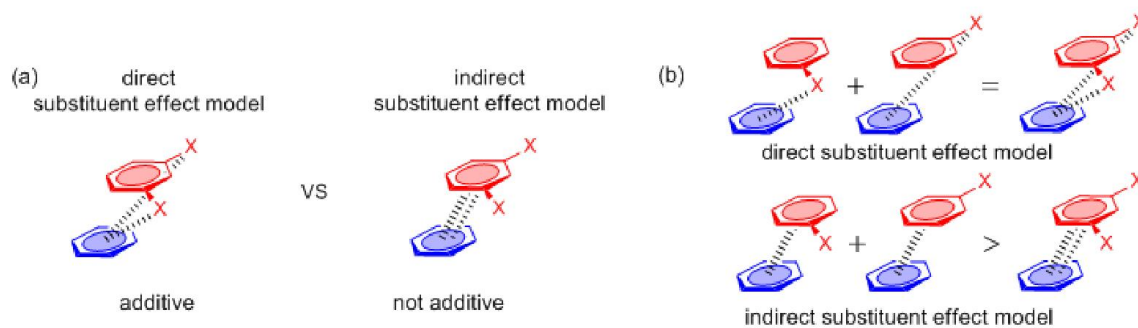 (a)
direct
substituent effect model
indirect
substituent effect model
X
X
VS
X
X
additive
not additive
(b)
X
+
X
=
X
X
direct substituent effect model
X
+
X
>
X
X
indirect substituent effect model